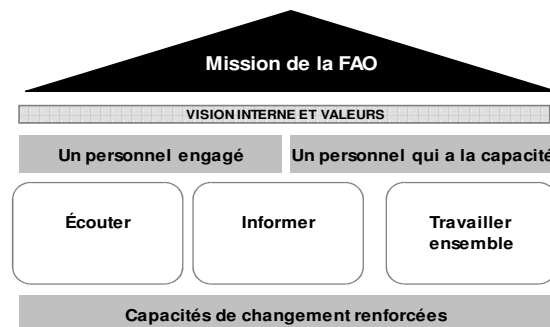 Mission de la FAO
VISION INTERNE ET VALEURS
Un personnel engagé
Un personnel qui a la capacité
Écouter
Informer
Travailler
ensemble
Capacités de changement renforcées